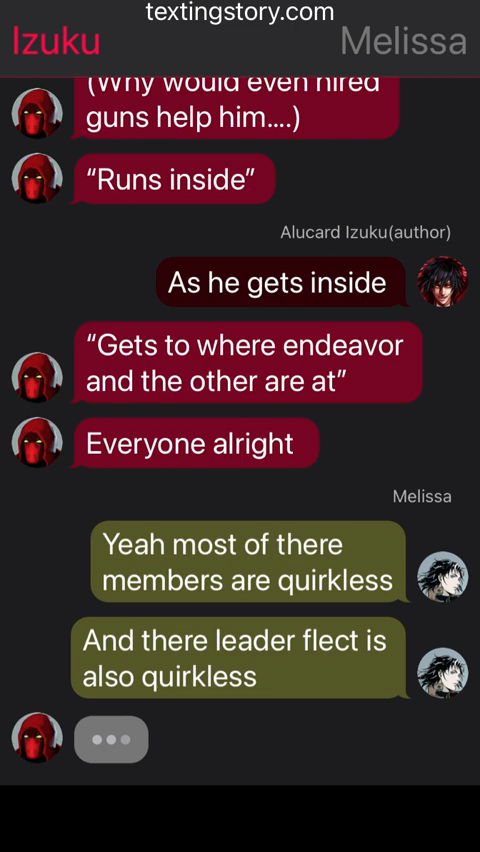 textingstory.com
Izuku
Melissa
(Why would even hired
guns help him....)
“Runs inside”
Alucard Izuku(author)
As he gets inside
“Gets to where endeavor
and the other are at”
Everyone alright
Melissa
Yeah most of there
members are quirkless
And there leader flect is
also quirkless